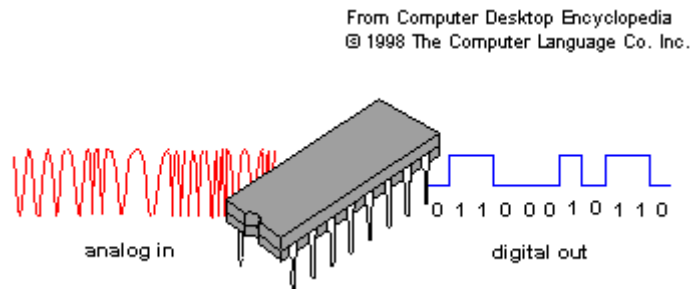 From Computer Desktop Encyclopedia
© 1998 The Computer Language Co. Inc.
0 1 1 0 0 0 1 0 1 1 0
analog in
digital out